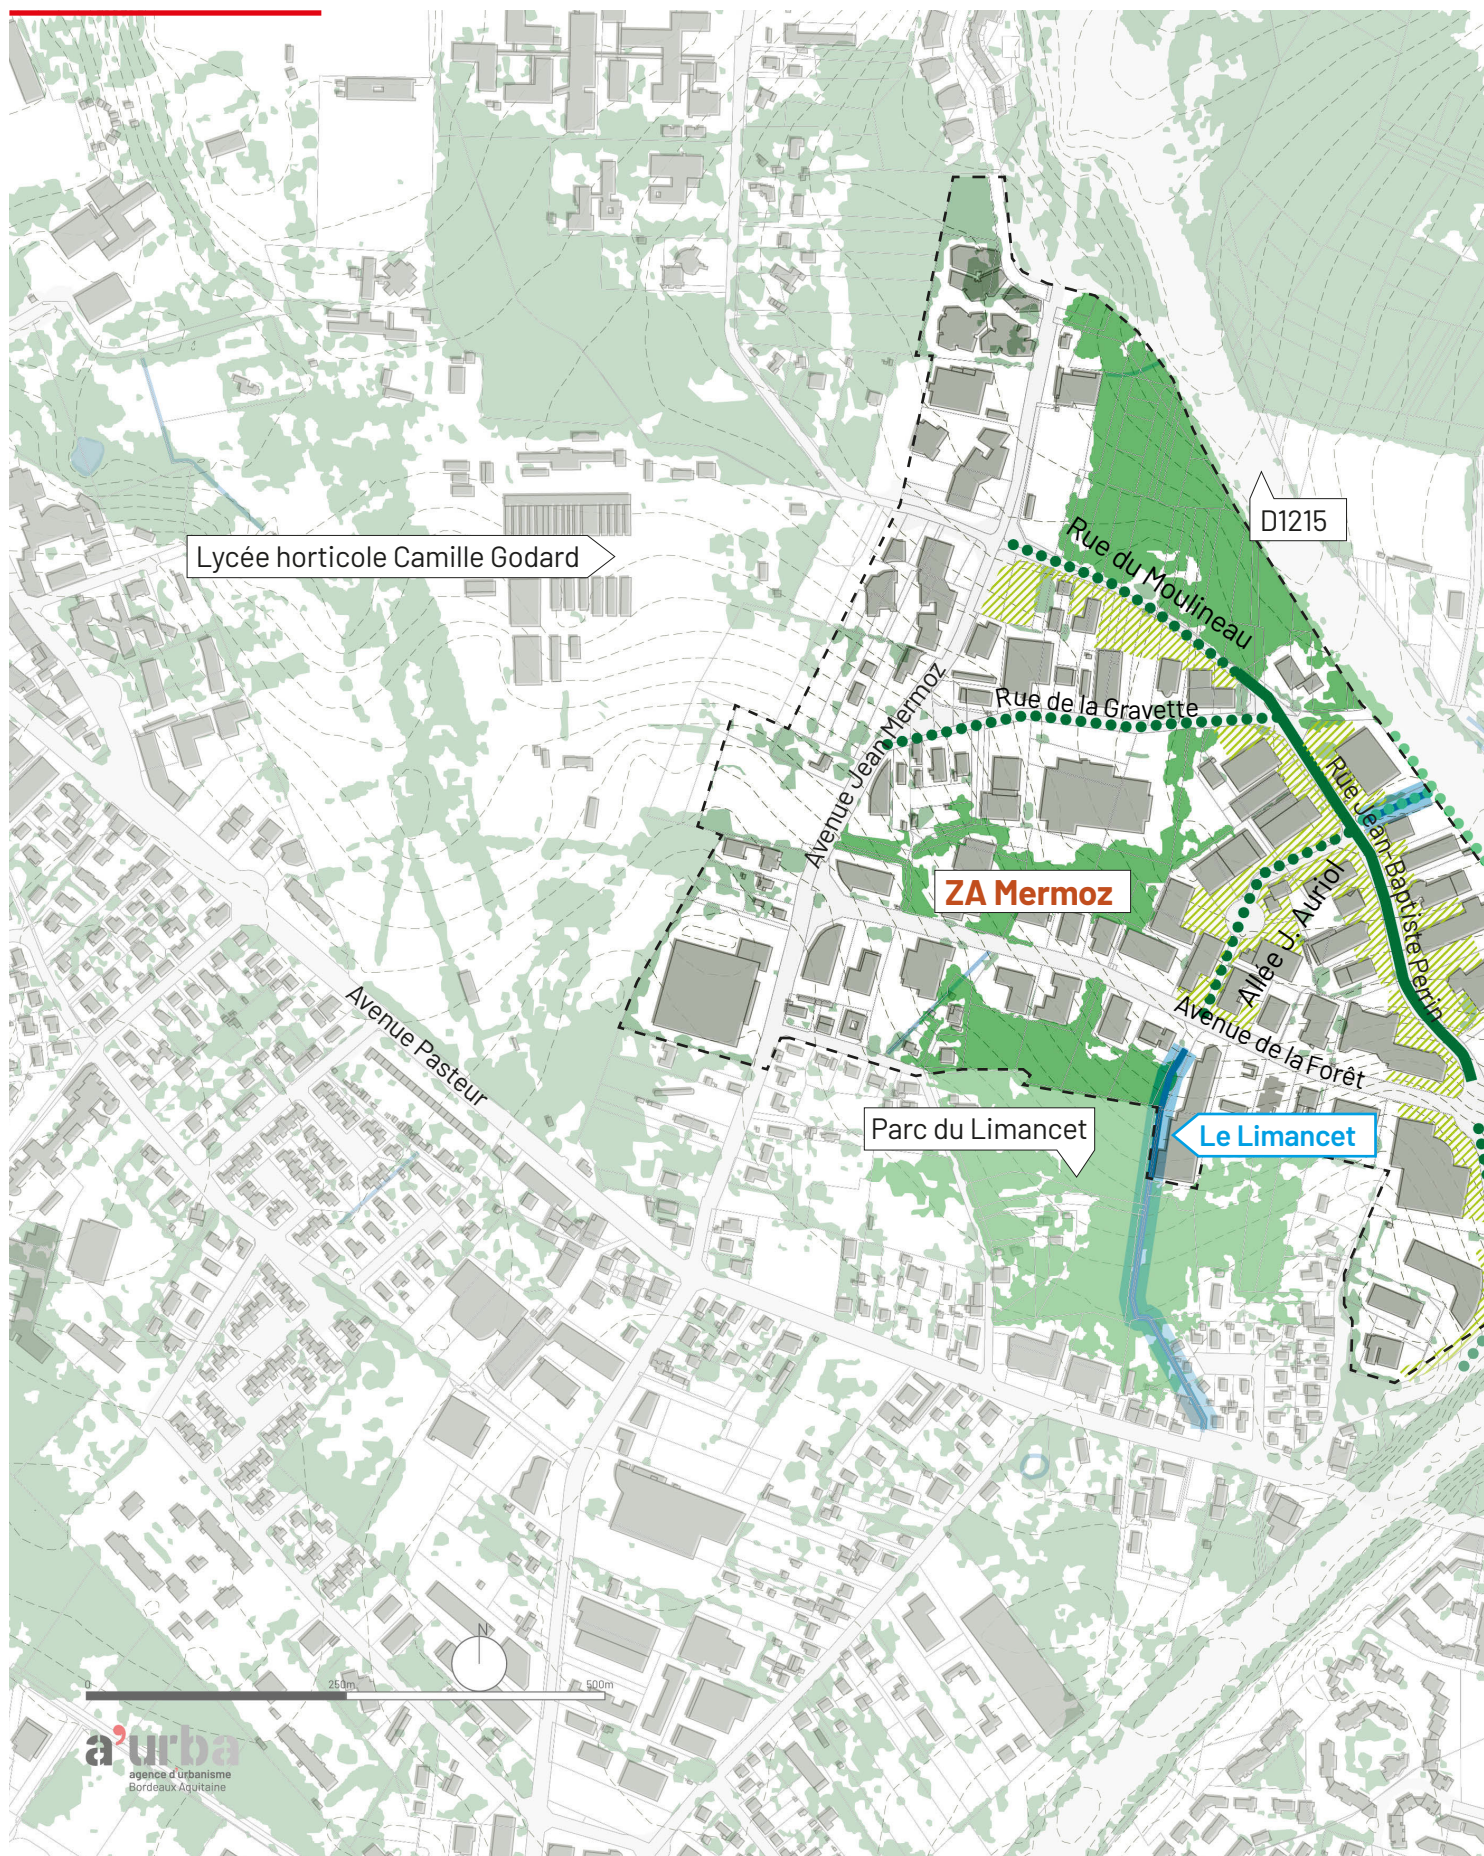 D1215
Rue du Moulineau
Lycée horticole Camille Godard
Rue de la Gravette
Avenue Jean Mermoz
Rue Jean-Baptiste Perrin
Allée J. Auriol
ZA Mermoz
Avenue Pasteur
Avenue de la Forêt
Parc du Limancet
Le Limancet
N
0 250m 500m
a'urba
agence d'urbanisme
Bordeaux Aquitaine